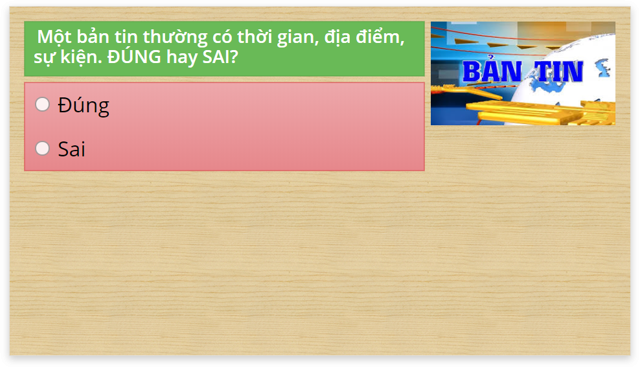 Một bản tin thường có thời gian, địa điểm,
sự kiện. ĐÚNG hay SAI?
BẢN TIN
Đúng
Sai